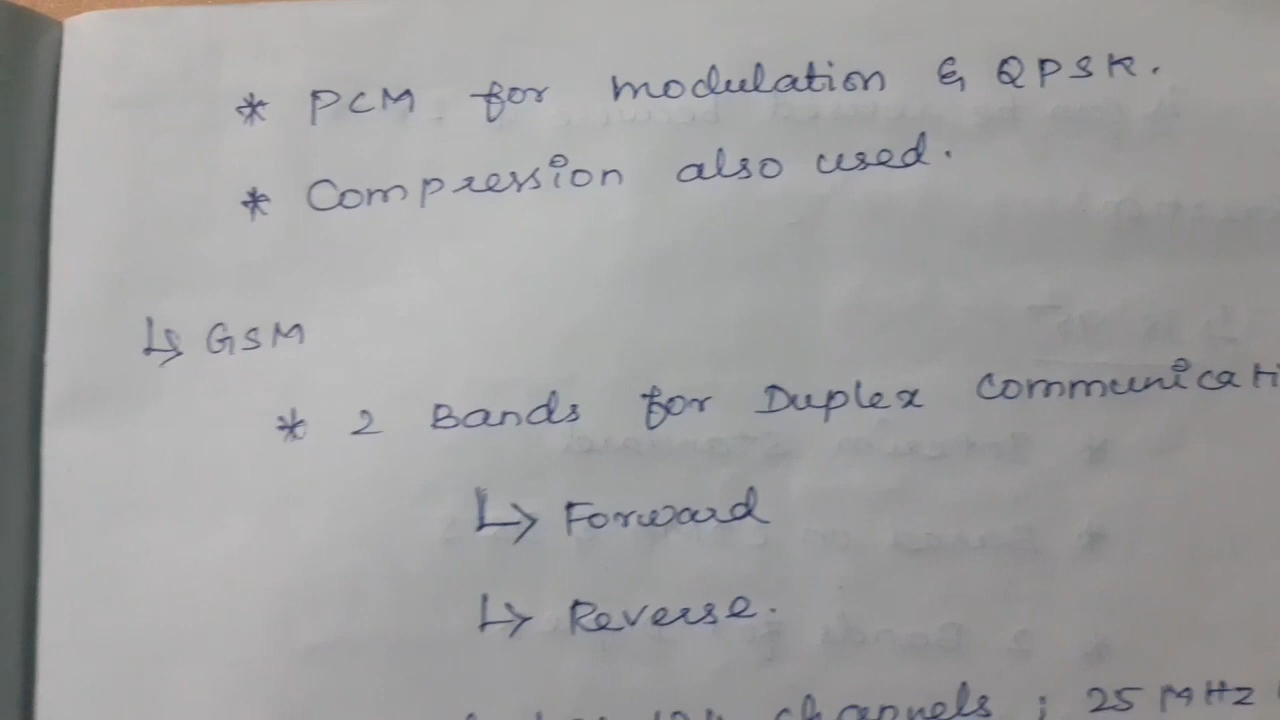 * PCM for modulation & QPSK.
* Compression also used.
↳ GSM
* 2 Bands for Duplex Communicati
↳ Forward
↳ Reverse.
channels ; 25 MHz